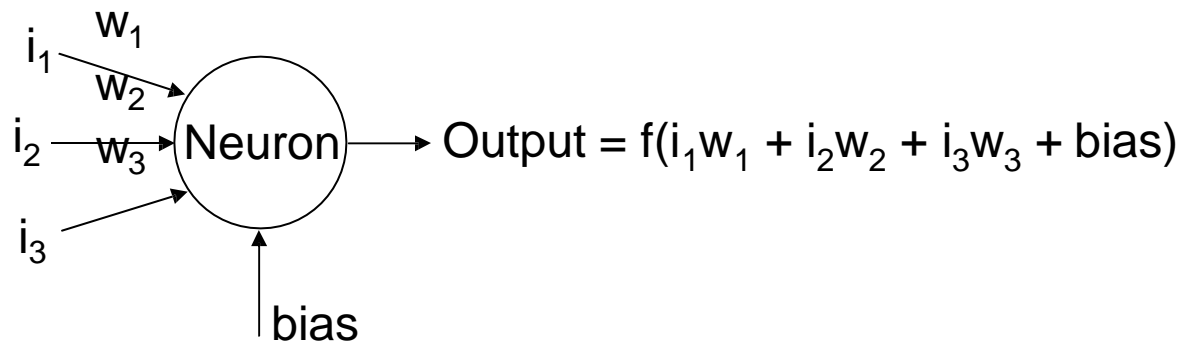 w₁
i₁
w₂
i₂ w₃ Neuron Output = f(i₁w₁ + i₂w₂ + i₃w₃ + bias)
i₃
bias